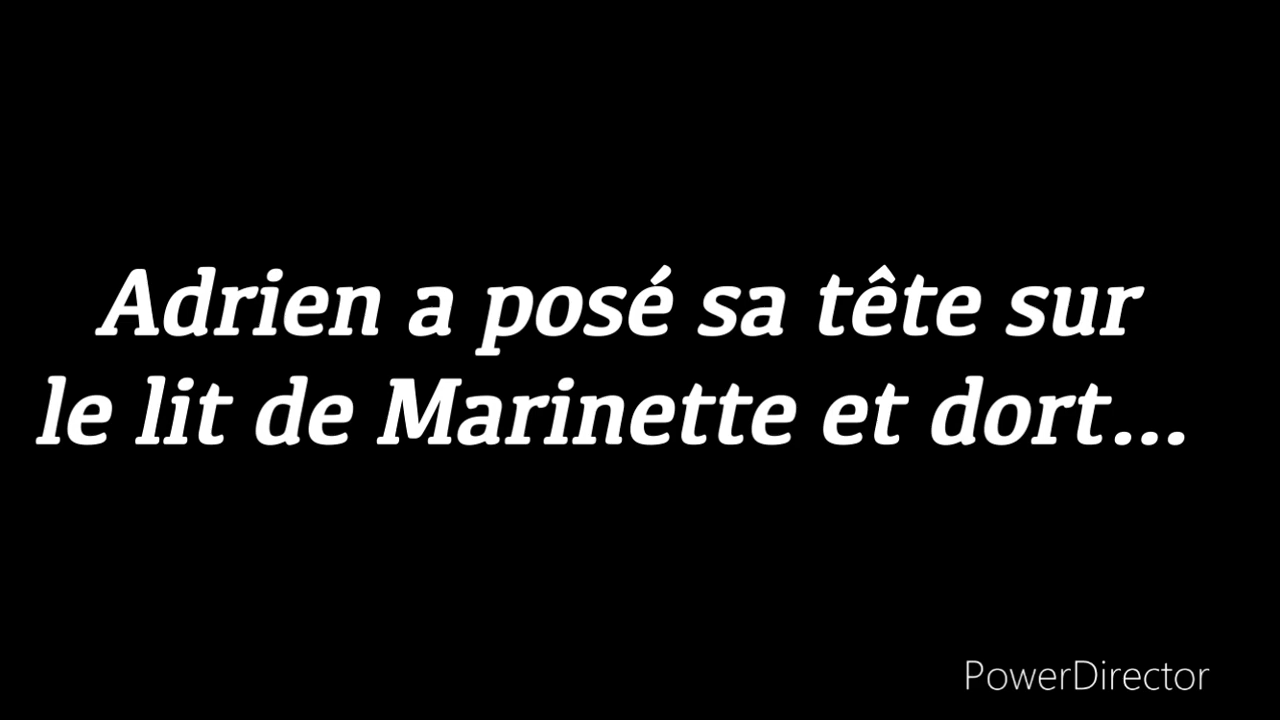 Adrien a posé sa tête sur
le lit de Marinette et dort...
PowerDirector